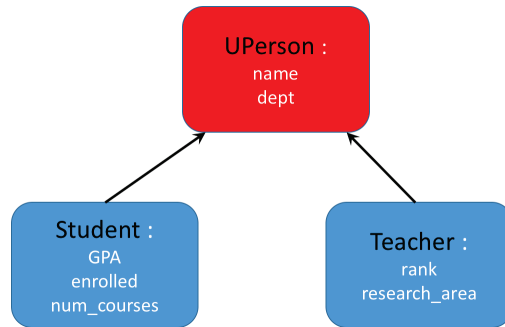 UPerson :
name
dept
Student :
GPA
enrolled
num_courses
Teacher :
rank
research_area